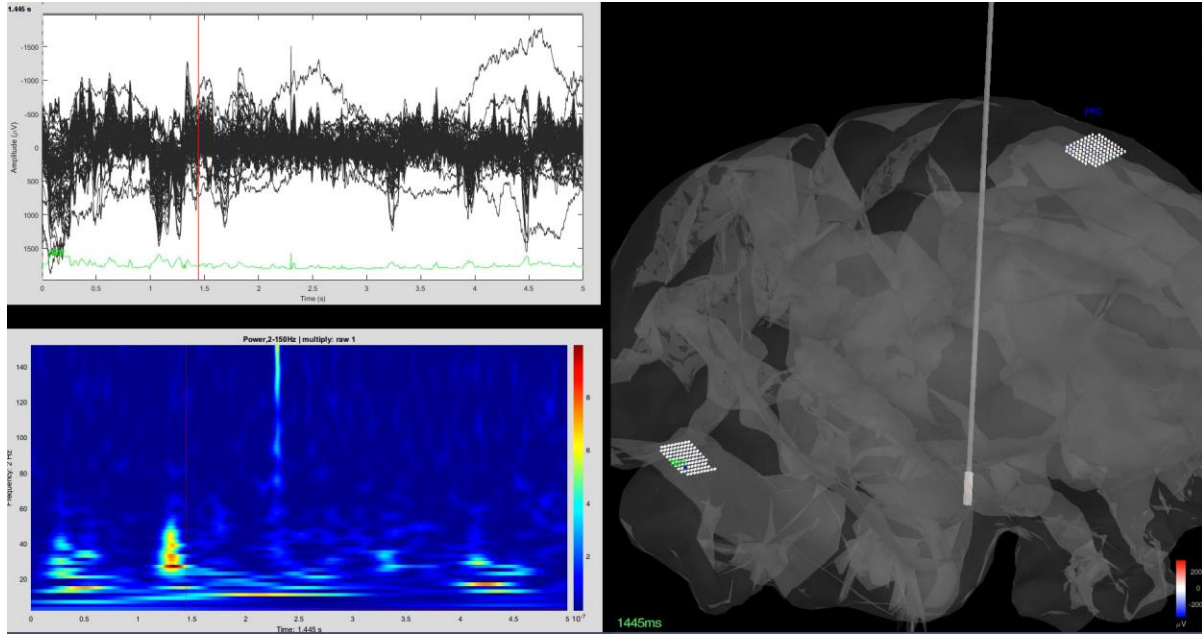 1.445 s
-1500
-1000
-500
0
500
1000
1500
Amplitude (µV)
0 0.5 1 1.5 2 2.5 3 3.5 4 4.5 5
Time (s)
Power,2-150Hz | multiply: raw 1
140
120
100
80
60
40
20
Frequency: 2 Hz
8
6
4
2
0 0.5 1 1.5 2 2.5 3 3.5 4 4.5
Time: 1.445 s
1445ms
200
0
-200
µV